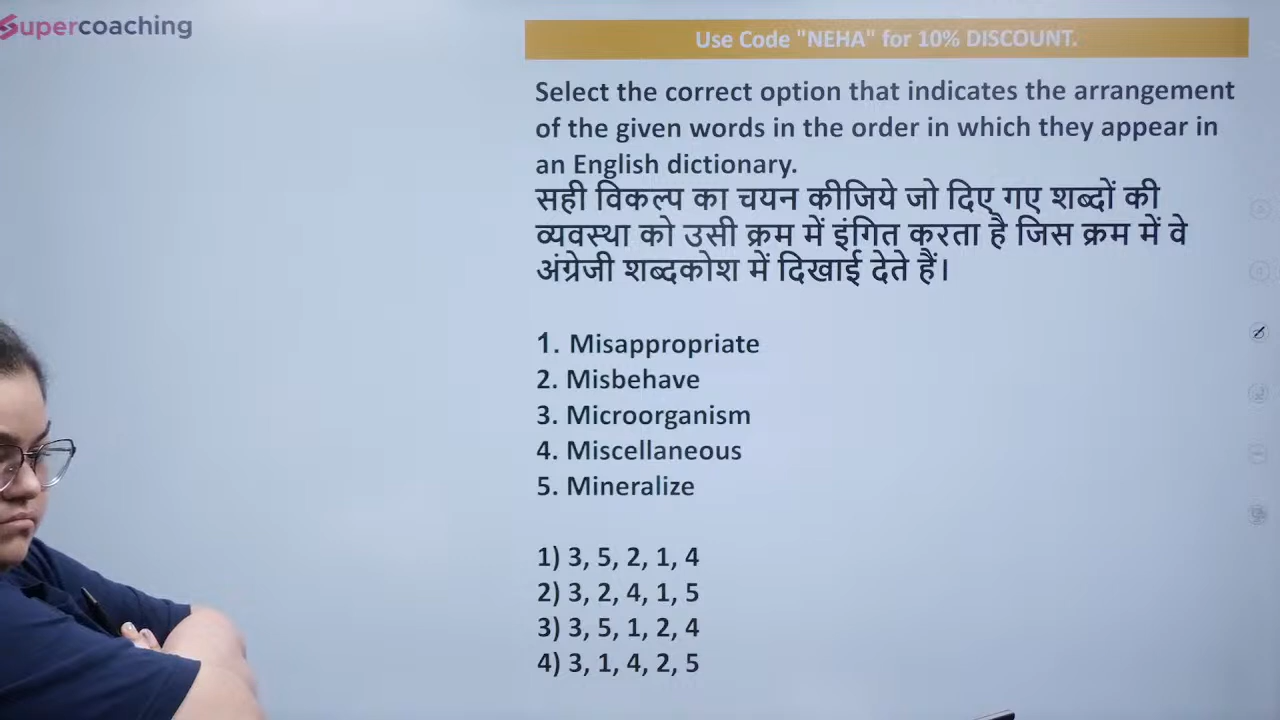 Supercoaching
Use Code "NEHA" for 10% DISCOUNT.
Select the correct option that indicates the arrangement
of the given words in the order in which they appear in
an English dictionary.
सही विकल्प का चयन कीजिये जो दिए गए शब्दों की
व्यवस्था को उसी क्रम में इंगित करता है जिस क्रम में वे
अंग्रेजी शब्दकोश में दिखाई देते हैं।
1. Misappropriate
2. Misbehave
3. Microorganism
4. Miscellaneous
5. Mineralize
1) 3, 5, 2, 1, 4
2) 3, 2, 4, 1, 5
3) 3, 5, 1, 2, 4
4) 3, 1, 4, 2, 5